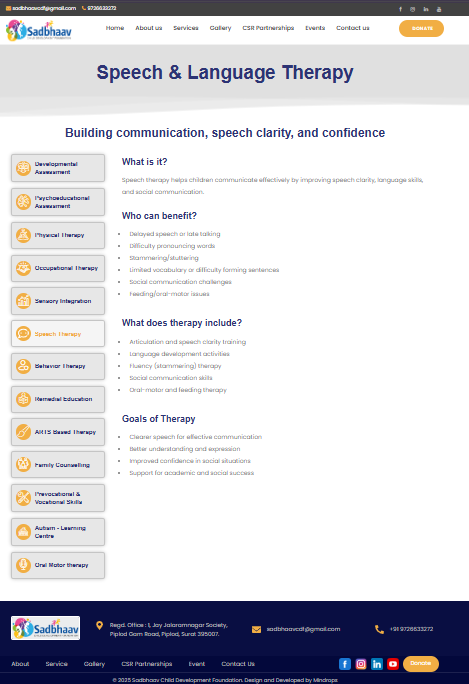 sadbhaavcdf@gmail.com 9726633272
Sadbhaav
Home About us Services Gallery CSR Partnerships Events Contact us DONATE
Speech & Language Therapy
Building communication, speech clarity, and confidence
Developmental
Assessment
Psychoeducational
Assessment
Physical Therapy
Occupational Therapy
Sensory Integration
Speech Therapy
Behavior Therapy
Remedial Education
ARTS Based Therapy
Family Counselling
Prevocational &
Vocational Skills
Autism - Learning
Centre
Oral Motor therapy
What is it?
Speech therapy helps children communicate effectively by improving speech clarity, language skills,
and social communication.
Who can benefit?
Delayed speech or late talking
Difficulty pronouncing words
Stammering/stuttering
Limited vocabulary or difficulty forming sentences
Social communication challenges
Feeding/oral-motor issues
What does therapy include?
Articulation and speech clarity training
Language development activities
Fluency (stammering) therapy
Social communication skills
Oral-motor and feeding therapy
Goals of Therapy
Clearer speech for effective communication
Better understanding and expression
Improved confidence in social situations
Support for academic and social success
Sadbhaav
Regd. Office : 1, Jay Jalaramnagar Society,
Piplod Gam Road, Piplod, Surat 395007.
sadbhaavcdf@gmail.com
+91 9726633272
About Service Gallery CSR Partnerships Event Contact Us Donate
© 2025 Sadbhaav Child Development Foundation. Design and Developed by Mindrops